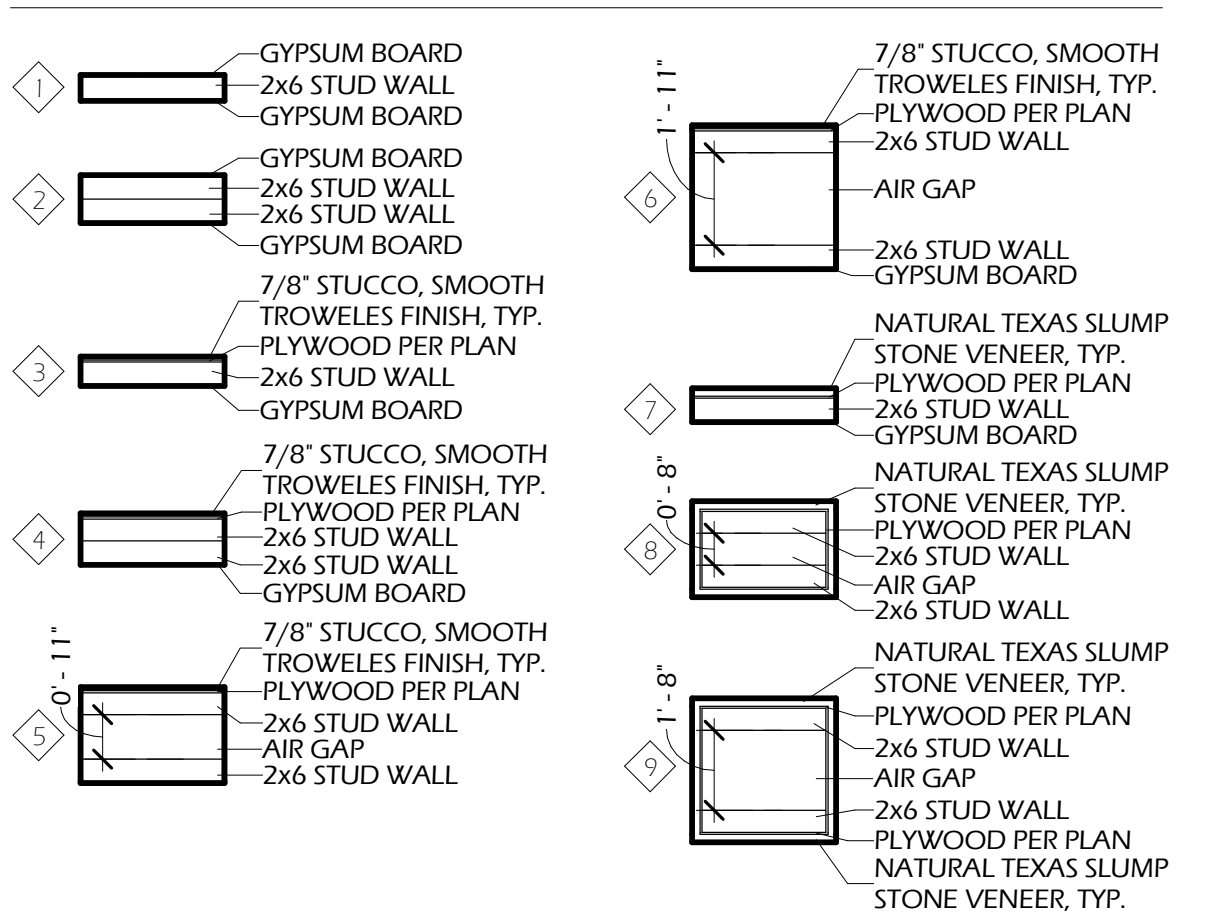 1
GYPSUM BOARD
2x6 STUD WALL
GYPSUM BOARD
2
GYPSUM BOARD
2x6 STUD WALL
2x6 STUD WALL
GYPSUM BOARD
3
7/8" STUCCO, SMOOTH
TROWELES FINISH, TYP.
PLYWOOD PER PLAN
2x6 STUD WALL
GYPSUM BOARD
4
7/8" STUCCO, SMOOTH
TROWELES FINISH, TYP.
PLYWOOD PER PLAN
2x6 STUD WALL
2x6 STUD WALL
GYPSUM BOARD
5
0' - 11"
7/8" STUCCO, SMOOTH
TROWELES FINISH, TYP.
PLYWOOD PER PLAN
2x6 STUD WALL
AIR GAP
2x6 STUD WALL
6
1' - 11"
7/8" STUCCO, SMOOTH
TROWELES FINISH, TYP.
PLYWOOD PER PLAN
2x6 STUD WALL
AIR GAP
2x6 STUD WALL
GYPSUM BOARD
7
NATURAL TEXAS SLUMP
STONE VENEER, TYP.
PLYWOOD PER PLAN
2x6 STUD WALL
GYPSUM BOARD
8
0' - 8"
NATURAL TEXAS SLUMP
STONE VENEER, TYP.
PLYWOOD PER PLAN
2x6 STUD WALL
AIR GAP
2x6 STUD WALL
9
1' - 8"
NATURAL TEXAS SLUMP
STONE VENEER, TYP.
PLYWOOD PER PLAN
2x6 STUD WALL
AIR GAP
2x6 STUD WALL
PLYWOOD PER PLAN
NATURAL TEXAS SLUMP
STONE VENEER, TYP.